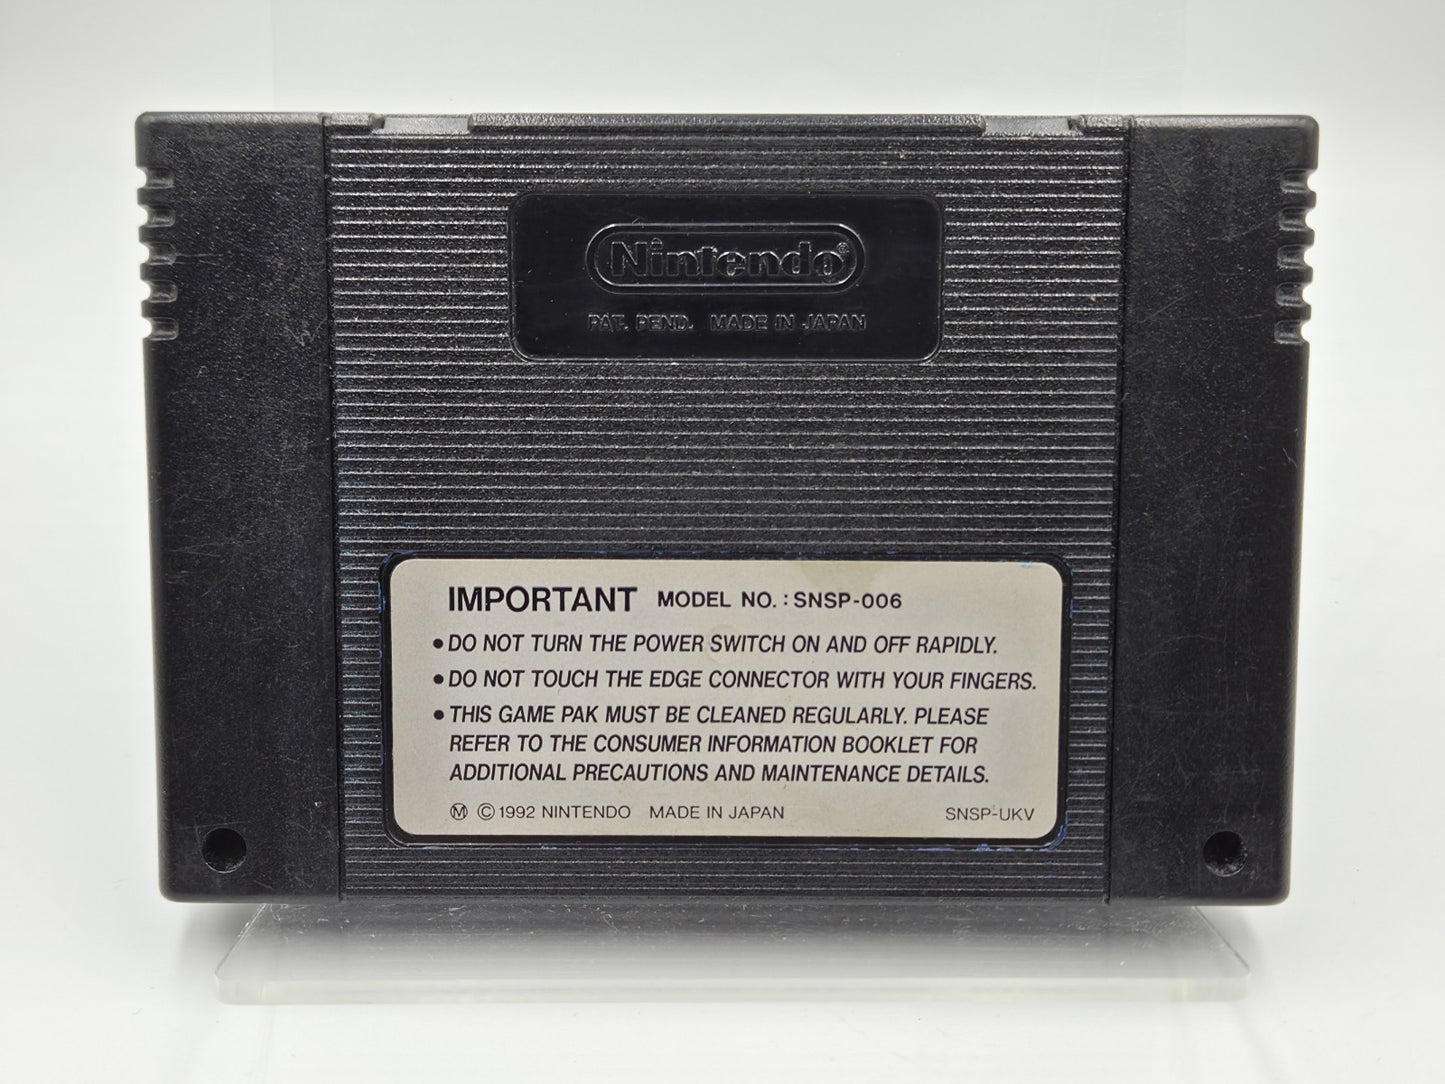 Nintendo®
PAT. PEND. MADE IN JAPAN
IMPORTANT MODEL NO.: SNSP-006
• DO NOT TURN THE POWER SWITCH ON AND OFF RAPIDLY.
• DO NOT TOUCH THE EDGE CONNECTOR WITH YOUR FINGERS.
• THIS GAME PAK MUST BE CLEANED REGULARLY. PLEASE
REFER TO THE CONSUMER INFORMATION BOOKLET FOR
ADDITIONAL PRECAUTIONS AND MAINTENANCE DETAILS.
Ⓜ © 1992 NINTENDO MADE IN JAPAN SNSP-UKV